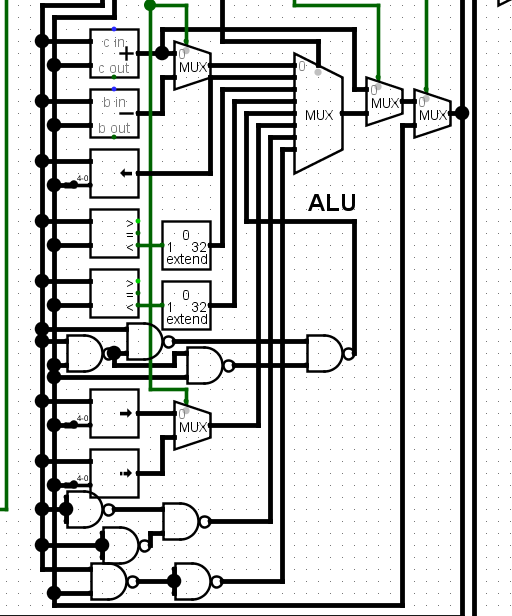 c in
+
c out
0
MUX
0
MUX
0
MUX
0
MUX
b in
-
b out
←
4-0
ALU
>
=
<
0
1 32
extend
>
=
<
0
1 32
extend
4-0
→
0
MUX
4-0